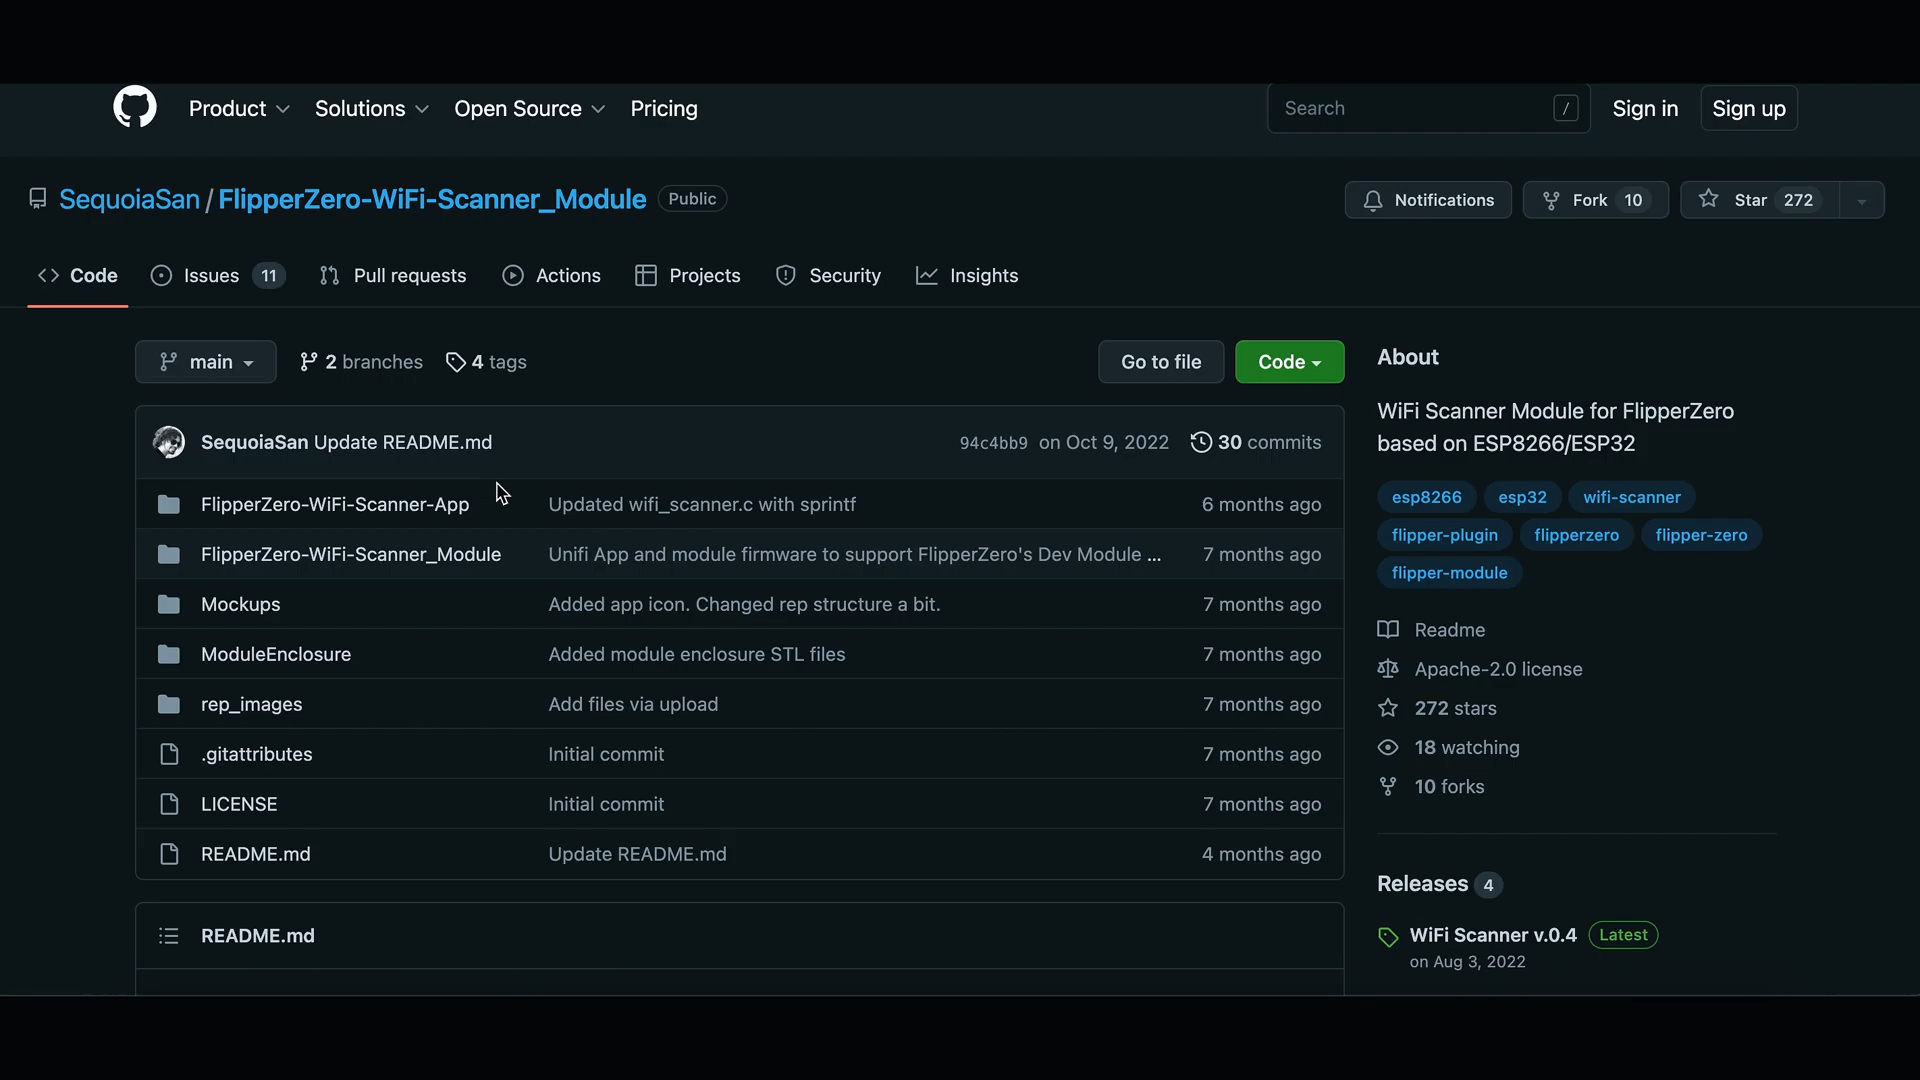 Product Solutions Open Source Pricing Search / Sign in Sign up
SequoiaSan / FlipperZero-WiFi-Scanner_Module Public Notifications Fork 10 Star 272
Code Issues 11 Pull requests Actions Projects Security Insights
main 2 branches 4 tags Go to file Code
SequoiaSan Update README.md 94c4bb9 on Oct 9, 2022 30 commits
FlipperZero-WiFi-Scanner-App Updated wifi_scanner.c with sprintf 6 months ago
FlipperZero-WiFi-Scanner_Module Unifi App and module firmware to support FlipperZero's Dev Module ... 7 months ago
Mockups Added app icon. Changed rep structure a bit. 7 months ago
ModuleEnclosure Added module enclosure STL files 7 months ago
rep_images Add files via upload 7 months ago
.gitattributes Initial commit 7 months ago
LICENSE Initial commit 7 months ago
README.md Update README.md 4 months ago
README.md
About
WiFi Scanner Module for FlipperZero
based on ESP8266/ESP32
esp8266 esp32 wifi-scanner
flipper-plugin flipperzero flipper-zero
flipper-module
Readme
Apache-2.0 license
272 stars
18 watching
10 forks
Releases 4
WiFi Scanner v.0.4 Latest
on Aug 3, 2022